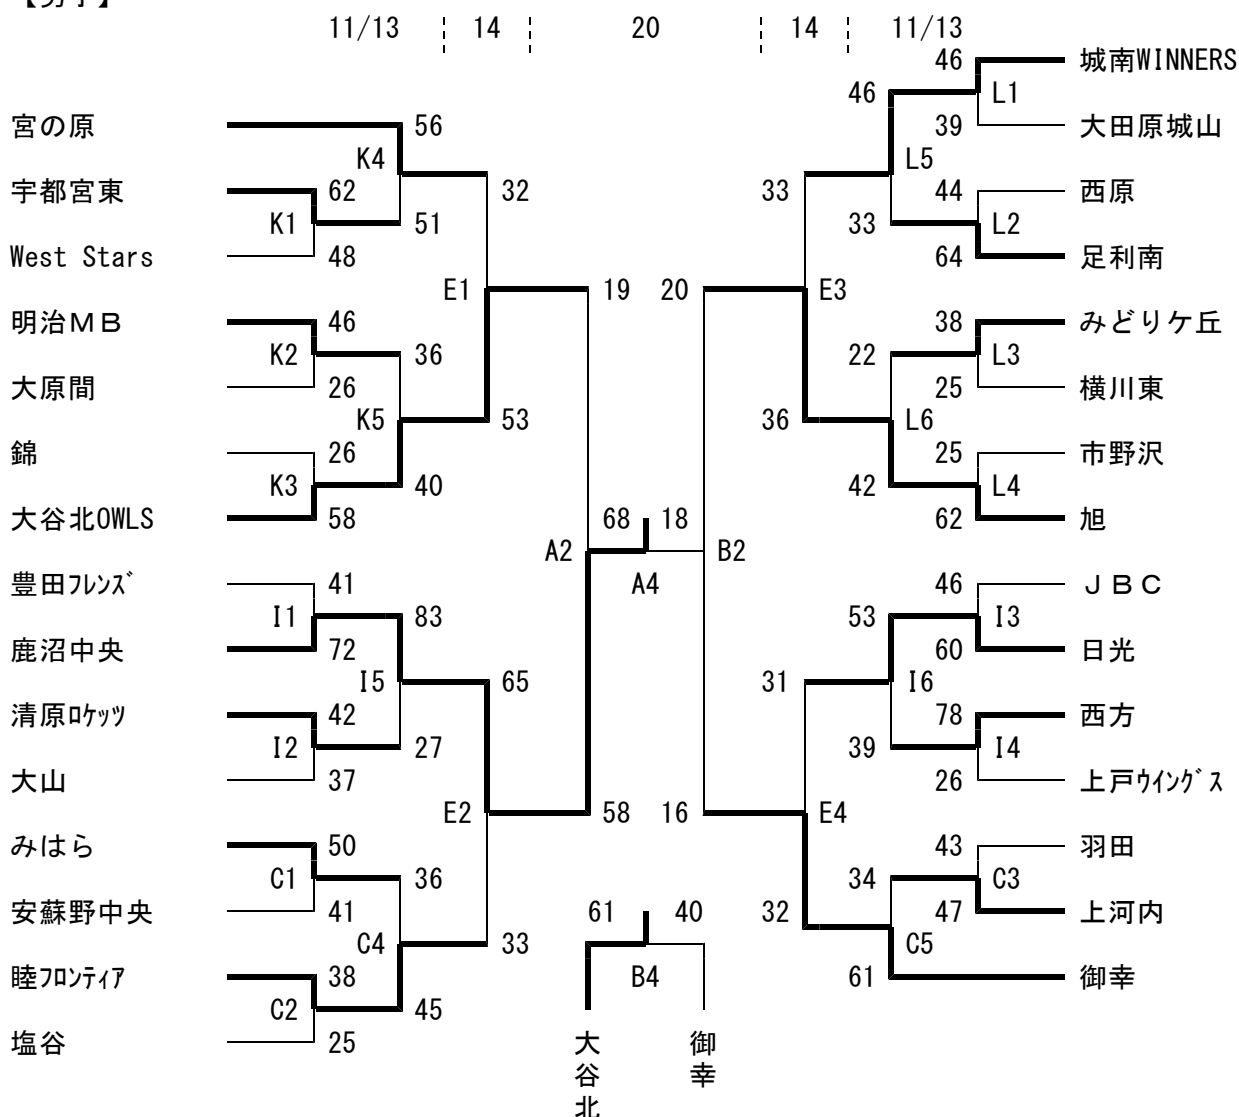 【男子】
11/13 14 20 14 11/13
46 城南WINNERS
46 L1
宮の原 56 39 大田原城山
K4 L5
宇都宮東 62 32 33 44 西原
K1 51 33 L2
West Stars 48 64 足利南
E1 19 20 E3
明治ＭＢ 46 38 みどりケ丘
K2 36 22 L3
大原間 26 25 横川東
K5 53 36 L6
錦 26 25 市野沢
K3 40 42 L4
大谷北OWLS 58 68 18 62 旭
A2 B2
豊田ﾌﾚﾝｽﾞ 41 A4 46 ＪＢＣ
I1 83 53 I3
鹿沼中央 72 60 日光
I5 65 31 I6
清原ﾛｹｯﾂ 42 78 西方
I2 27 39 I4
大山 37 26 上戸ｳｲﾝｸﾞｽ
E2 58 16 E4
みはら 50 43 羽田
C1 36 34 C3
安蘇野中央 41 61 40 32 47 上河内
C4 33 C5
睦ﾌﾛﾝﾃｨｱ 38 B4 61 御幸
C2 45
塩谷 25
大谷北
御幸